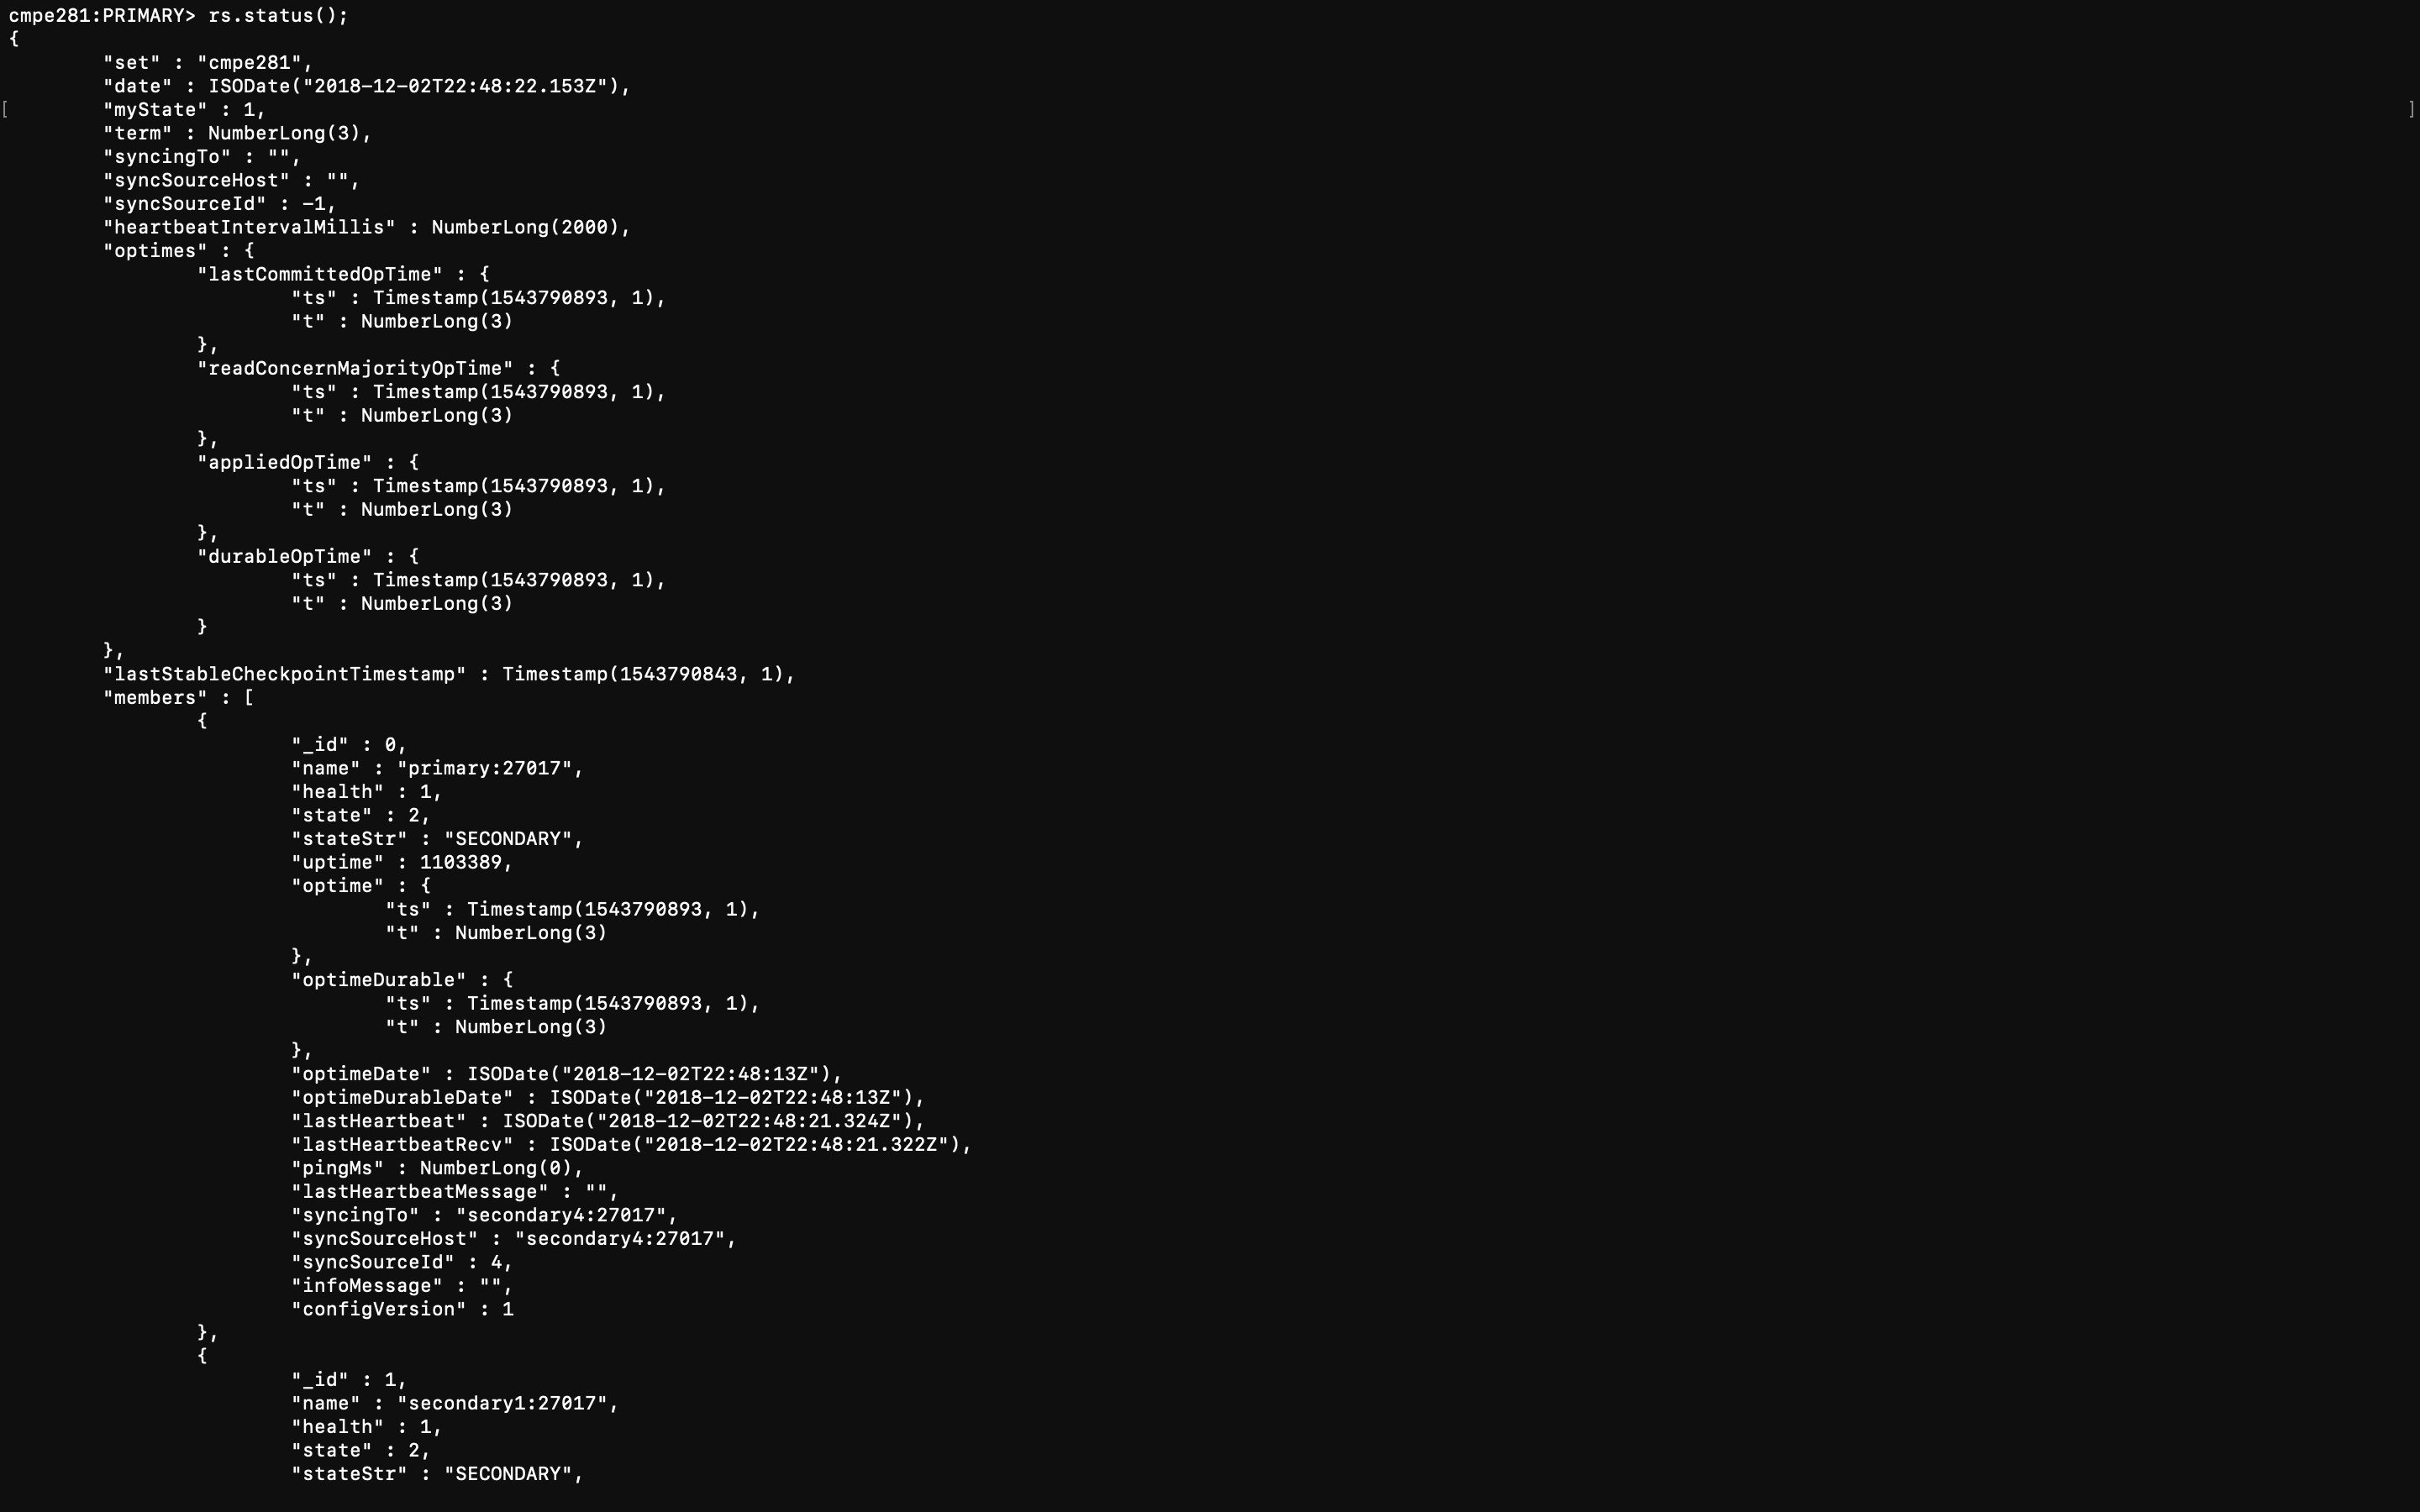 cmpe281:PRIMARY> rs.status();
{
        "set" : "cmpe281",
        "date" : ISODate("2018-12-02T22:48:22.153Z"),
[       "myState" : 1,                                                                                          ]
        "term" : NumberLong(3),
        "syncingTo" : "",
        "syncSourceHost" : "",
        "syncSourceId" : -1,
        "heartbeatIntervalMillis" : NumberLong(2000),
        "optimes" : {
                "lastCommittedOpTime" : {
                        "ts" : Timestamp(1543790893, 1),
                        "t" : NumberLong(3)
                },
                "readConcernMajorityOpTime" : {
                        "ts" : Timestamp(1543790893, 1),
                        "t" : NumberLong(3)
                },
                "appliedOpTime" : {
                        "ts" : Timestamp(1543790893, 1),
                        "t" : NumberLong(3)
                },
                "durableOpTime" : {
                        "ts" : Timestamp(1543790893, 1),
                        "t" : NumberLong(3)
                }
        },
        "lastStableCheckpointTimestamp" : Timestamp(1543790843, 1),
        "members" : [
                {
                        "_id" : 0,
                        "name" : "primary:27017",
                        "health" : 1,
                        "state" : 2,
                        "stateStr" : "SECONDARY",
                        "uptime" : 1103389,
                        "optime" : {
                                "ts" : Timestamp(1543790893, 1),
                                "t" : NumberLong(3)
                        },
                        "optimeDurable" : {
                                "ts" : Timestamp(1543790893, 1),
                                "t" : NumberLong(3)
                        },
                        "optimeDate" : ISODate("2018-12-02T22:48:13Z"),
                        "optimeDurableDate" : ISODate("2018-12-02T22:48:13Z"),
                        "lastHeartbeat" : ISODate("2018-12-02T22:48:21.324Z"),
                        "lastHeartbeatRecv" : ISODate("2018-12-02T22:48:21.322Z"),
                        "pingMs" : NumberLong(0),
                        "lastHeartbeatMessage" : "",
                        "syncingTo" : "secondary4:27017",
                        "syncSourceHost" : "secondary4:27017",
                        "syncSourceId" : 4,
                        "infoMessage" : "",
                        "configVersion" : 1
                },
                {
                        "_id" : 1,
                        "name" : "secondary1:27017",
                        "health" : 1,
                        "state" : 2,
                        "stateStr" : "SECONDARY",